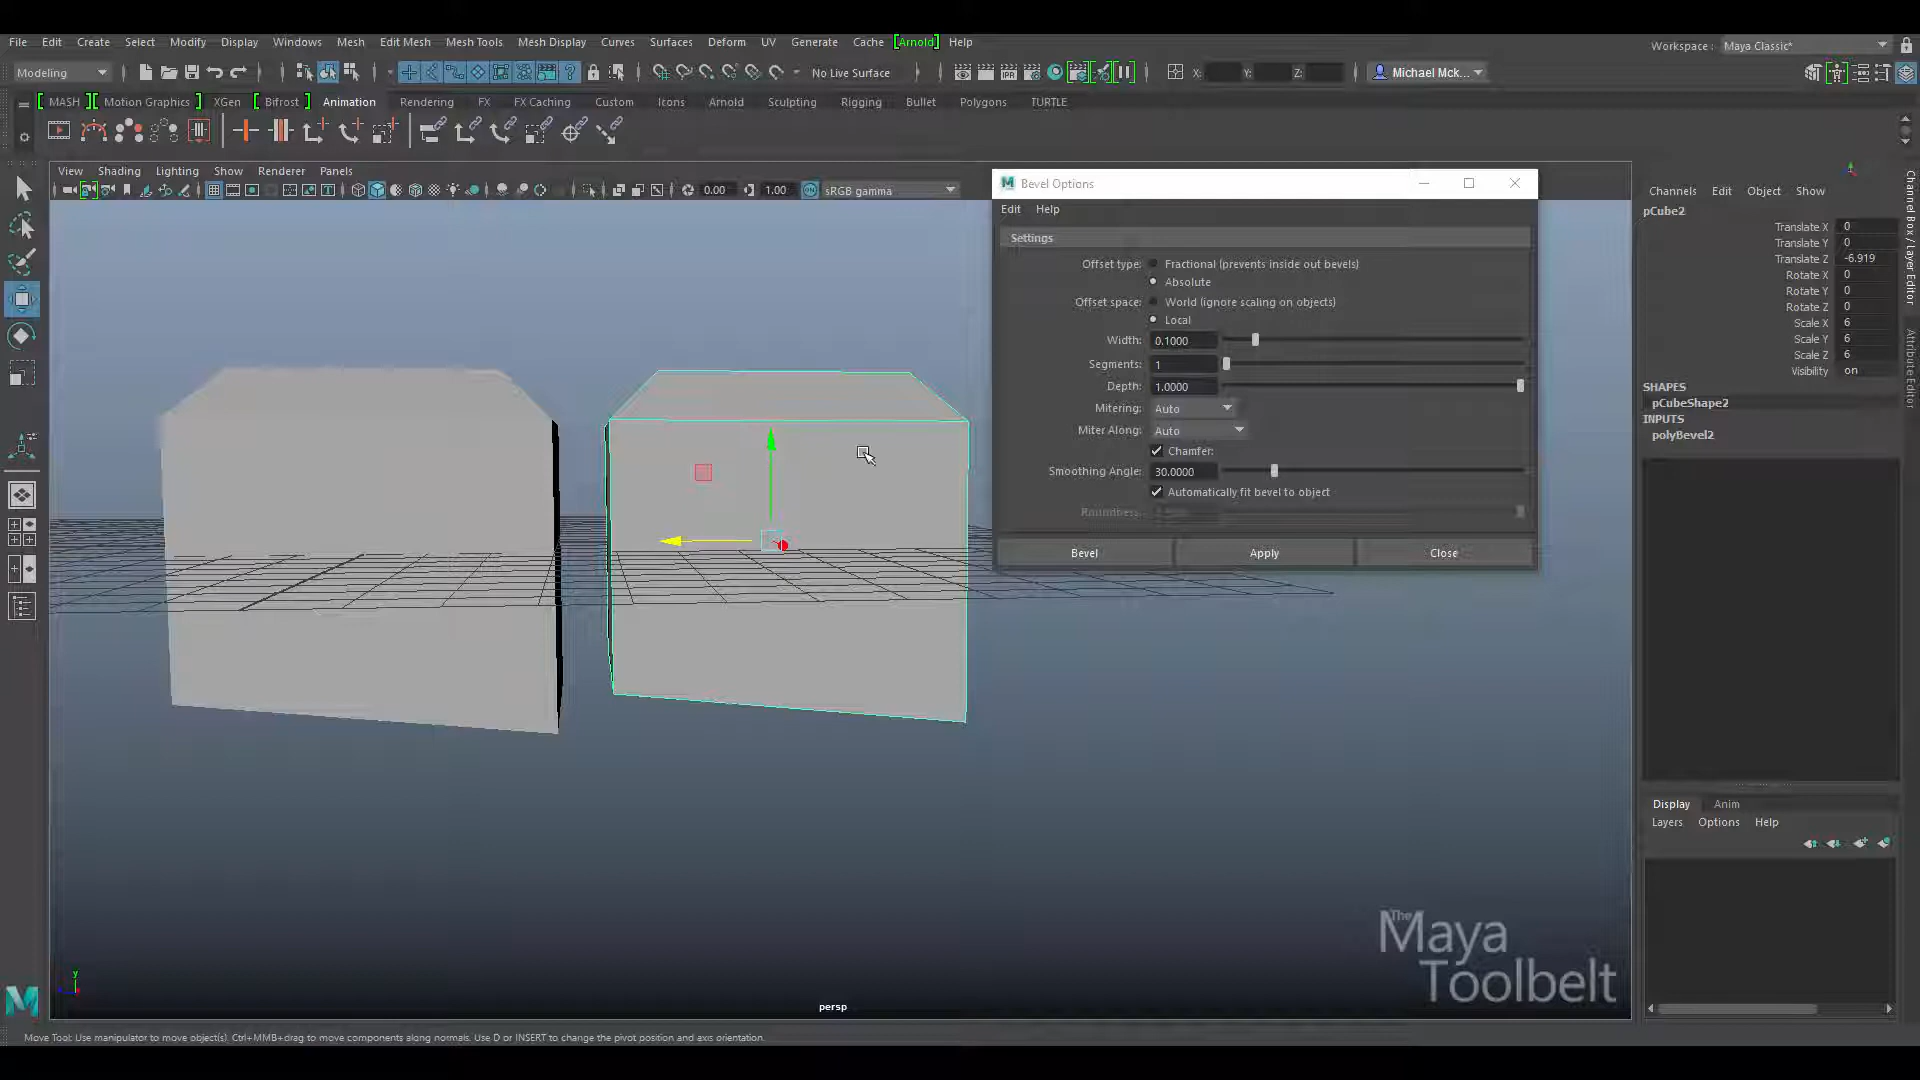 File Edit Create Select Modify Display Windows Mesh Edit Mesh Mesh Tools Mesh Display Curves Surfaces Deform UV Generate Cache [Arnold] Help
Workspace : Maya Classic*
Modeling
No Live Surface
X: Y: Z:
Michael Mck...
MASH Motion Graphics XGen Bifrost Animation Rendering FX FX Caching Custom Icons Arnold Sculpting Rigging Bullet Polygons TURTLE
IPR
View Shading Lighting Show Renderer Panels
0.00 1.00 sRGB gamma
Bevel Options
Edit Help
Settings
Offset type: Fractional (prevents inside out bevels)
Absolute
Offset space: World (ignore scaling on objects)
Local
Width: 0.1000
Segments: 1
Depth: 1.0000
Mitering: Auto
Miter Along: Auto
Chamfer:
Smoothing Angle: 30.0000
Automatically fit bevel to object
Roundness:
Bevel Apply Close
Channels Edit Object Show
pCube2
Translate X 0
Translate Y 0
Translate Z -6.919
Rotate X 0
Rotate Y 0
Rotate Z 0
Scale X 6
Scale Y 6
Scale Z 6
Visibility on
SHAPES
pCubeShape2
INPUTS
polyBevel2
Channel Box / Layer Editor
Attribute Editor
Display Anim
Layers Options Help
The
Maya
Toolbelt
y
persp
Move Tool: Use manipulator to move object(s). Ctrl+MMB+drag to move components along normals. Use D or INSERT to change the pivot position and axis orientation.